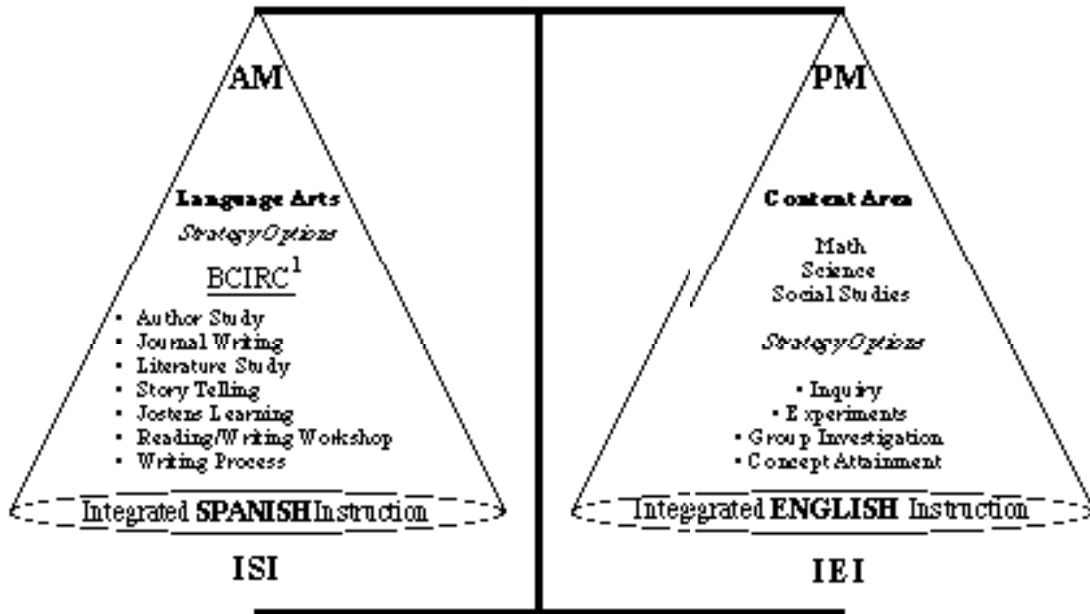 AM
Language Arts
Strategy Options
BCIRC1
• Author Study
• Journal Writing
• Literature Study
• Story Telling
• Jostens Learning
• Reading/Writing Workshop
• Writing Process
Integrated SPANISH Instruction
ISI
PM
Content Area
Math
Science
Social Studies
Strategy Options
• Inquiry
• Experiments
• Group Investigation
• Concept Attainment
Integgrated ENGLISH Instruction
IEI